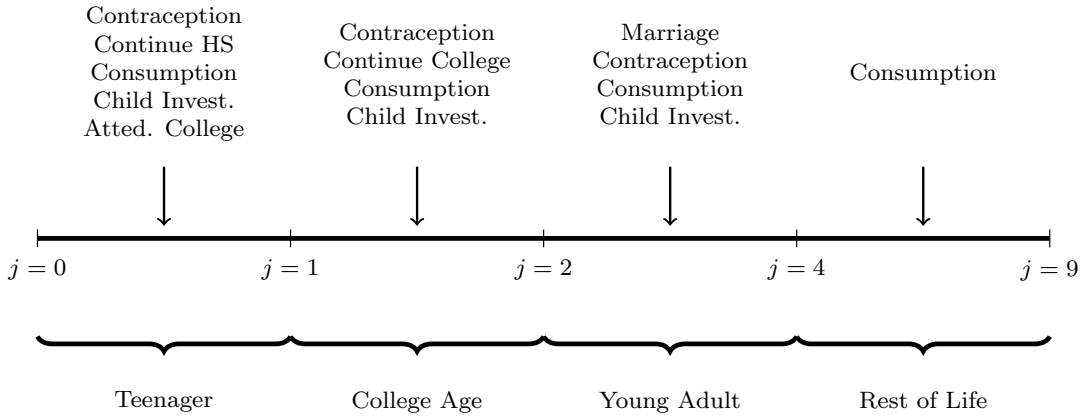 Contraception
Continue HS
Consumption
Child Invest.
Atted. College
Contraception
Continue College
Consumption
Child Invest.
Marriage
Contraception
Consumption
Child Invest.
Consumption
j = 0
j = 1
j = 2
j = 4
j = 9
Teenager
College Age
Young Adult
Rest of Life